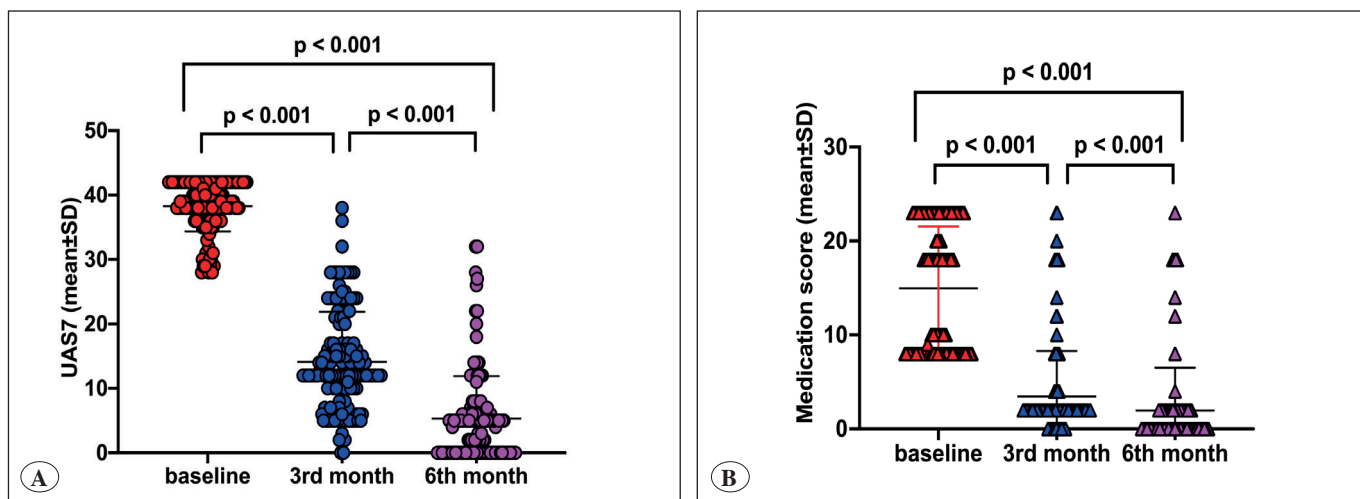 p < 0.001
p < 0.001
p < 0.001
UAS7 (mean±SD)
50
40
30
20
10
0
baseline
3rd month
6th month
A
p < 0.001
p < 0.001
p < 0.001
Medication score (mean±SD)
30
20
10
0
baseline
3rd month
6th month
B